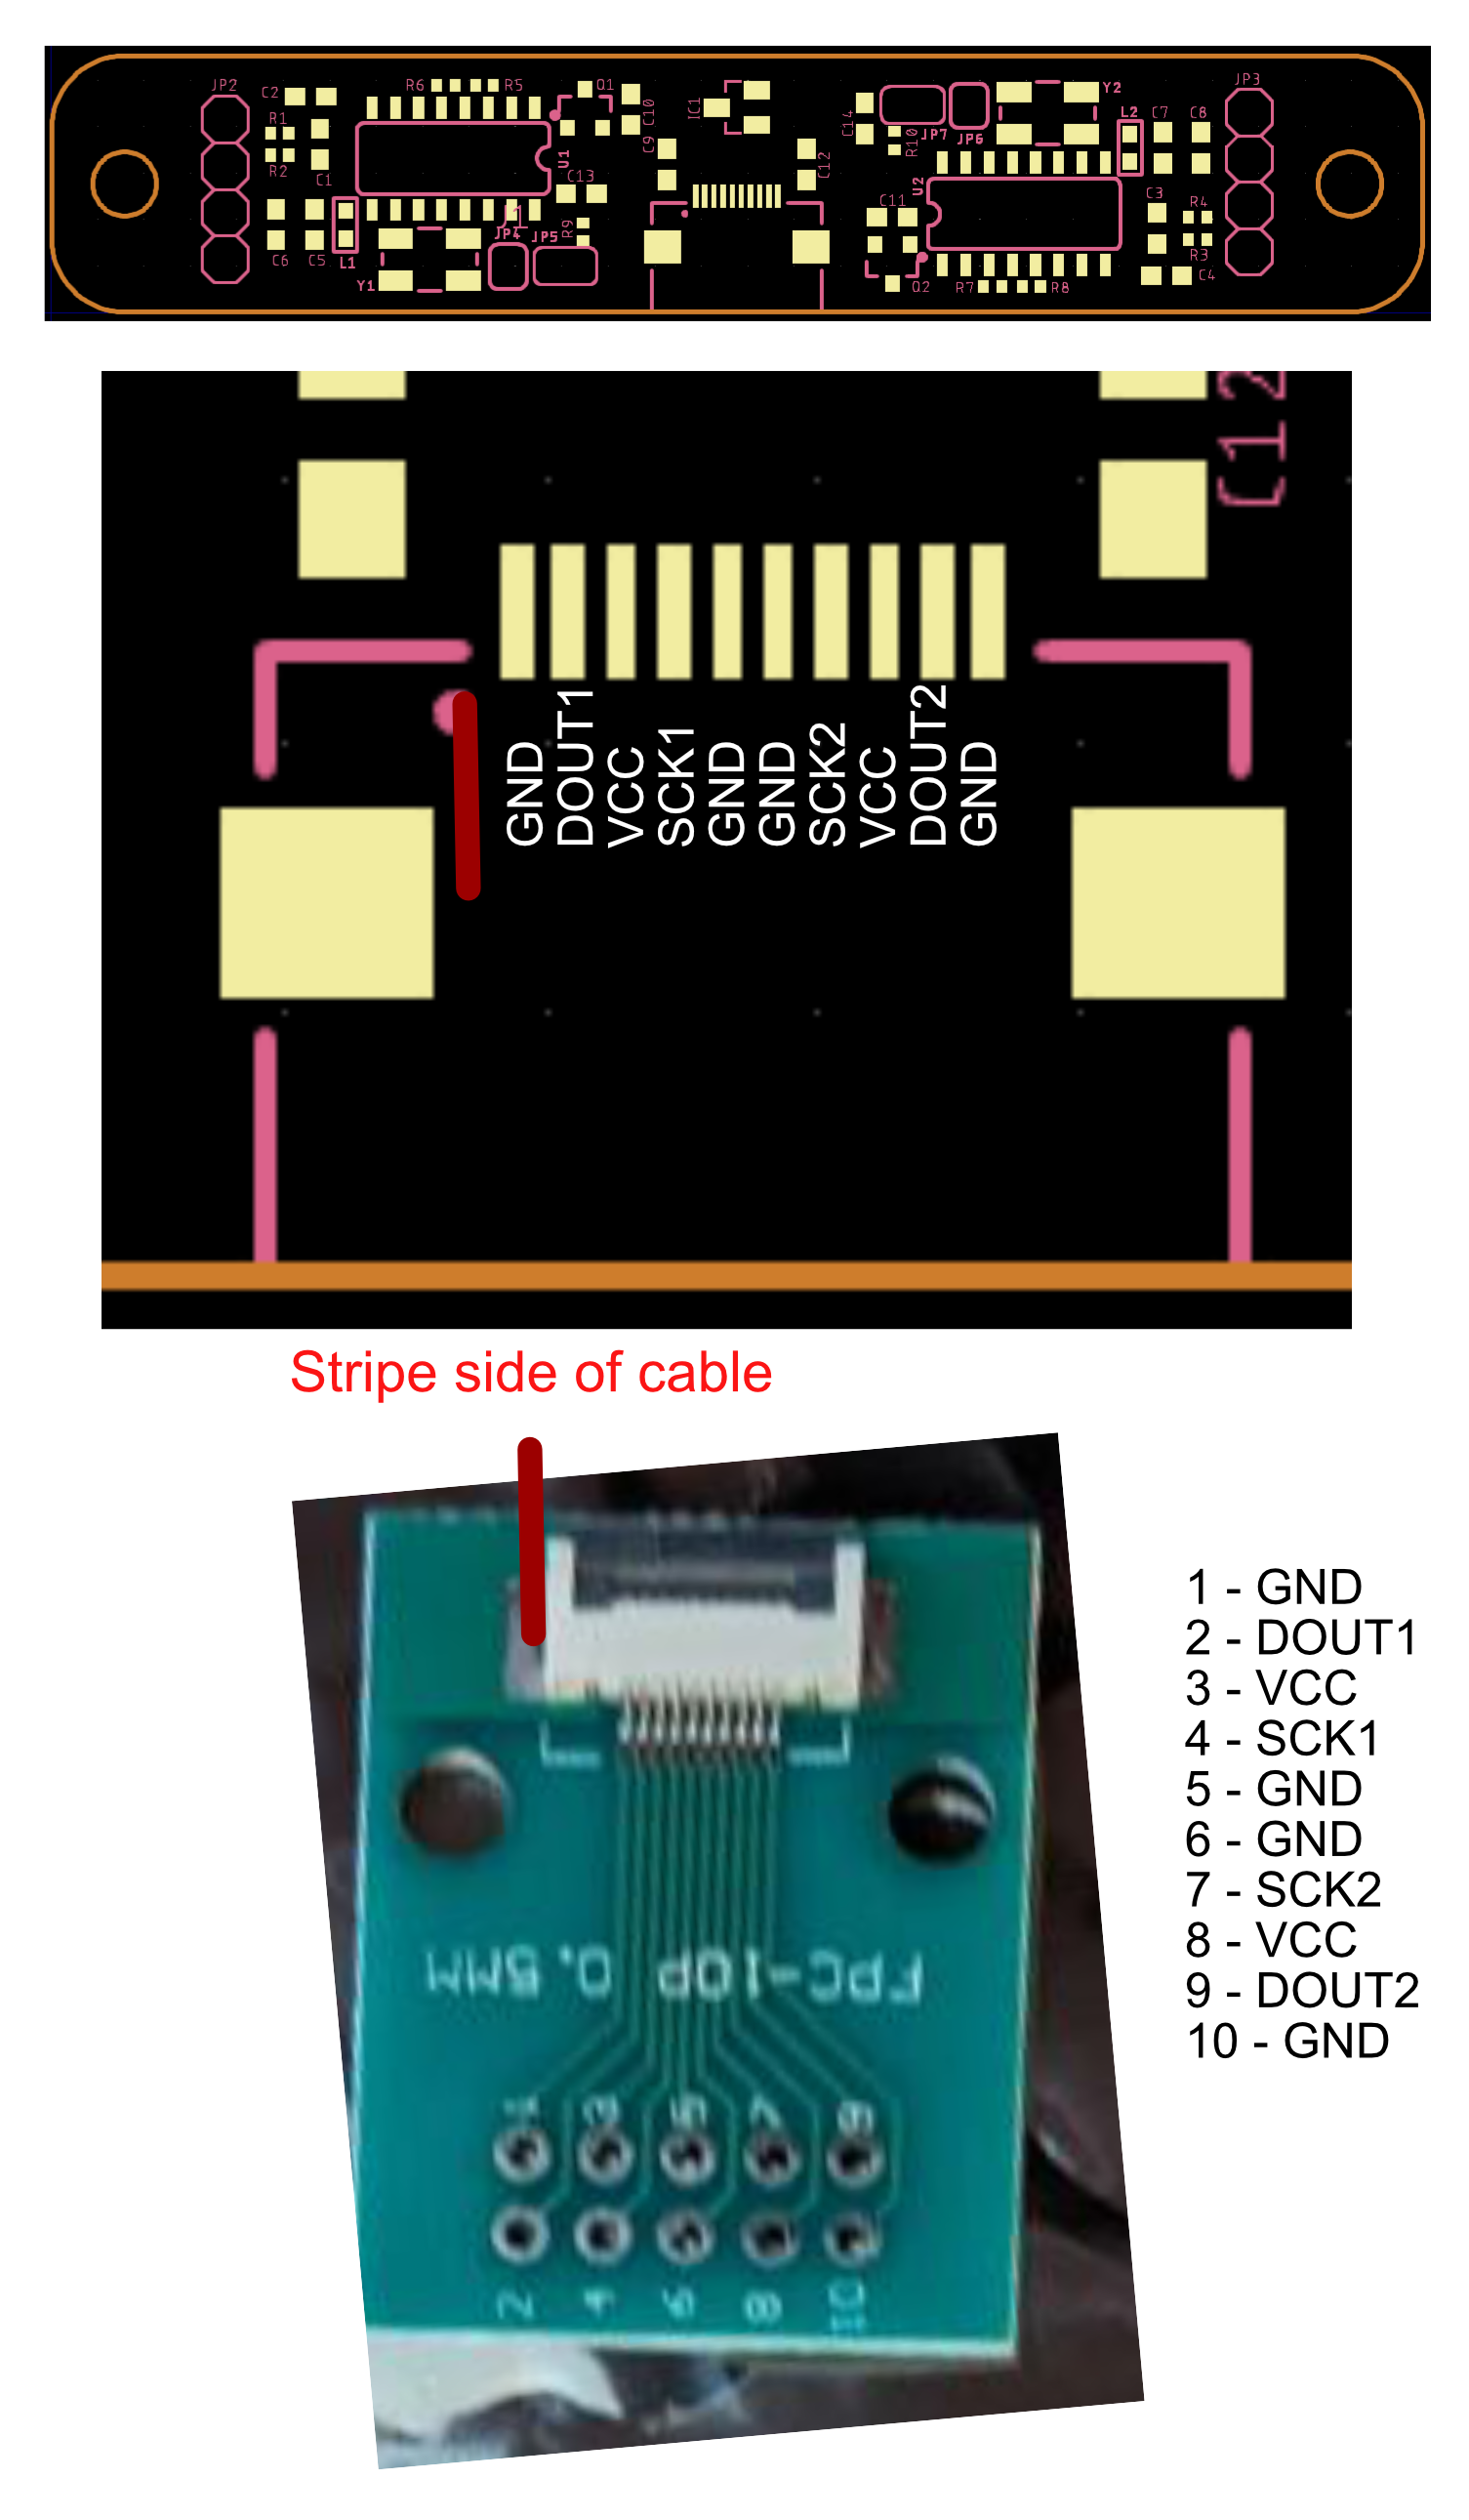 JP2
C2
R6
R5
Q1
C10
IC1
C14
JP7
JP6
R10
Y2
L2
C7
C8
JP3
R1
R2
C1
U1
C9
C12
C13
U2
C11
C3
R4
R3
C4
C6
C5
L1
Y1
J1
JP4
JP5
R9
Q2
R7
R8
C12
GND
DOUT1
VCC
SCK1
GND
GND
SCK2
VCC
DOUT2
GND
Stripe side of cable
1 - GND
2 - DOUT1
3 - VCC
4 - SCK1
5 - GND
6 - GND
7 - SCK2
8 - VCC
9 - DOUT2
10 - GND
FPC-10P 0.5MM
1 3 5 7 9
2 4 6 8 10